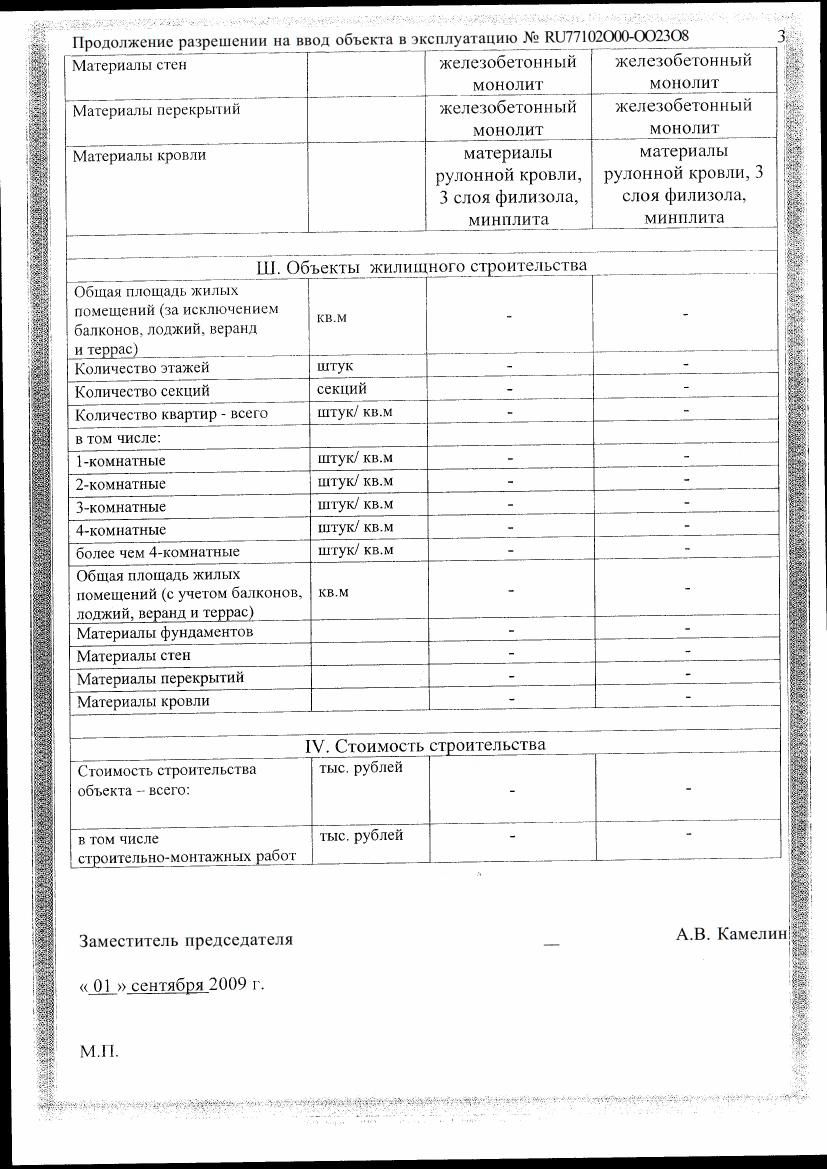 Продолжение разрешении на ввод объекта в эксплуатацию № RU77102O00-OO23O8 3
Материалы стен железобетонный железобетонный
монолит монолит
Материалы перекрытий железобетонный железобетонный
монолит монолит
Материалы кровли материалы материалы
рулонной кровли, рулонной кровли, 3
3 слоя филизола, слоя филизола,
минплита минплита
Ш. Объекты жилищного строительства
Общая площадь жилых
помещений (за исключением
балконов, лоджий, веранд
и террас) кв.м - -
Количество этажей штук - -
Количество секций секций - -
Количество квартир - всего штук/ кв.м - -
в том числе: - -
1-комнатные штук/ кв.м - -
2-комнатные штук/ кв.м - -
3-комнатные штук/ кв.м - -
4-комнатные штук/ кв.м - -
более чем 4-комнатные штук/ кв.м - -
Общая площадь жилых
помещений (с учетом балконов, кв.м - -
лоджий, веранд и террас)
Материалы фундаментов - -
Материалы стен - -
Материалы перекрытий - -
Материалы кровли - -
IV. Стоимость строительства
Стоимость строительства тыс. рублей
объекта – всего: - -
в том числе тыс. рублей - -
строительно-монтажных работ
Заместитель председателя А.В. Камелин
« 01 » сентября 2009 г.
М.П.